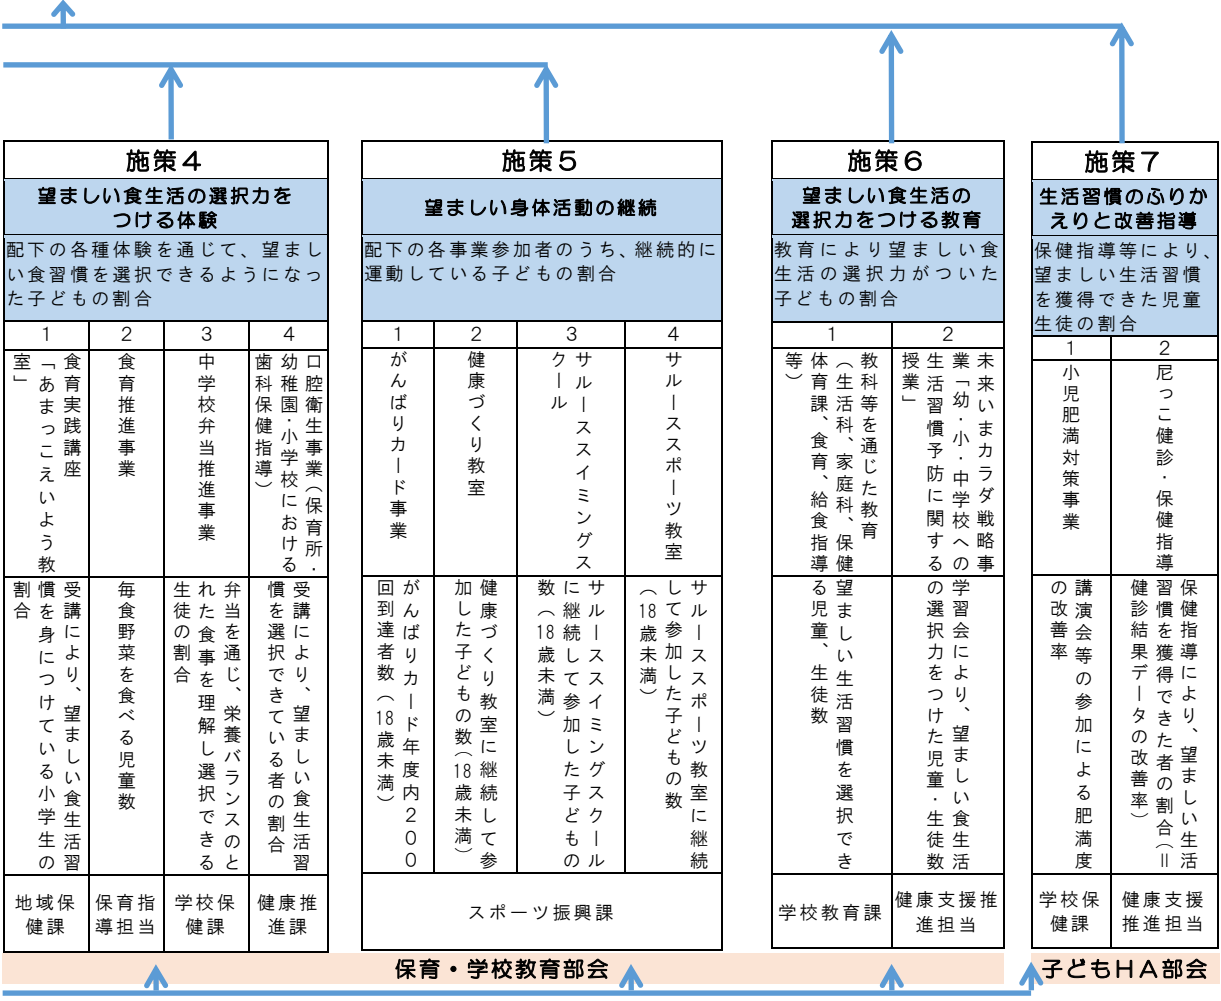 施策４
望ましい食生活の選択力を
つける体験
配下の各種体験を通じて、望まし
い食習慣を選択できるようになっ
た子どもの割合
1
2
3
4
食育実践講座
「あまっこえいよう教
室」
食育推進事業
中学校弁当推進事業
口腔衛生事業（保育所・
幼稚園・小学校における
歯科保健指導）
受講により、望ましい食生活習
慣を身につけている小学生の
割合
毎食野菜を食べる児童数
弁当を通じ、栄養バランスのと
れた食事を理解し選択できる
生徒の割合
受講により、望ましい食生活習
慣を選択できている者の割合
地域保
健課
保育指
導担当
学校保
健課
健康推
進課
施策５
望ましい身体活動の継続
配下の各事業参加者のうち、継続的に
運動している子どもの割合
1
2
3
4
がんばりカード事業
健康づくり教室
サルーススイミングス
クール
サルーススポーツ教室
がんばりカード年度内２００
回到達者数（18歳未満）
健康づくり教室に継続して参
加した子どもの数（18歳未満）
サルーススイミングスクール
に継続して参加した子どもの
数（18歳未満）
サルーススポーツ教室に継続
して参加した子どもの数
（18歳未満）
スポーツ振興課
施策６
望ましい食生活の
選択力をつける教育
教育により望ましい食
生活の選択力がついた
子どもの割合
1
2
教科等を通じた教育
（生活科、家庭科、保健
体育課、食育、給食指導
等）
未来いまカラダ戦略事
業「幼・小・中学校への
生活習慣予防に関する
授業」
望ましい生活習慣を選択でき
る児童、生徒数
学習会により、望ましい食生活
の選択力をつけた児童・生徒数
学校教育課
健康支援推
進担当
施策７
生活習慣のふりか
えりと改善指導
保健指導等により、
望ましい生活習慣
を獲得できた児童
生徒の割合
1
2
小児肥満対策事業
尼っこ健診・保健指導
講演会等の参加による肥満度
の改善率
保健指導により、望ましい生活
習慣を獲得できた者の割合（＝
健診結果データの改善率）
学校保
健課
健康支援
推進担当
保育・学校教育部会
子どもＨＡ部会